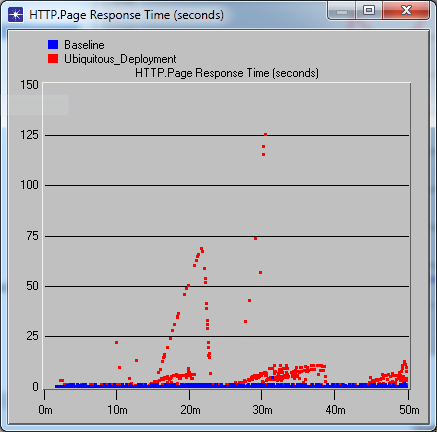 HTTP.Page Response Time (seconds)
Baseline
Ubiquitous_Deployment
HTTP.Page Response Time (seconds)
150
125
100
75
50
25
0
0m 10m 20m 30m 40m 50m